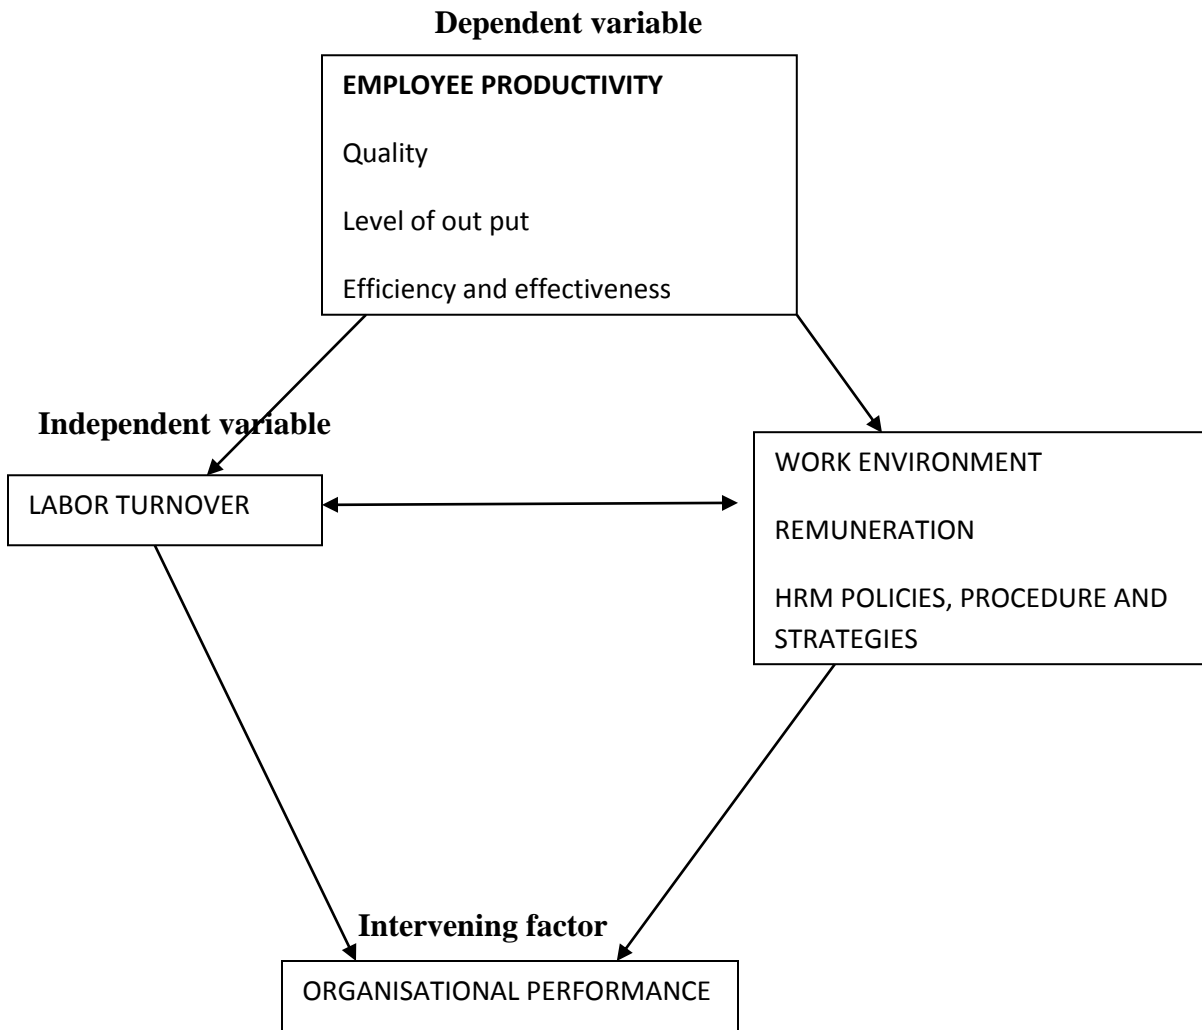 Dependent variable
EMPLOYEE PRODUCTIVITY
Quality
Level of out put
Efficiency and effectiveness
Independent variable
LABOR TURNOVER
WORK ENVIRONMENT
REMUNERATION
HRM POLICIES, PROCEDURE AND
STRATEGIES
Intervening factor
ORGANISATIONAL PERFORMANCE